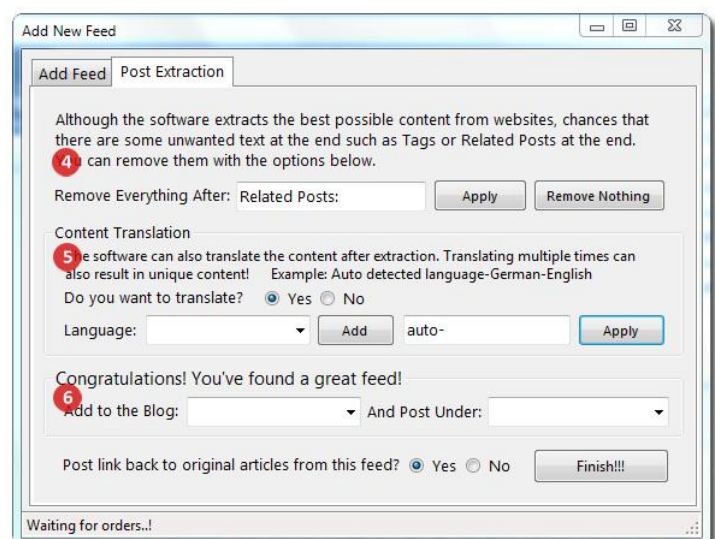 Add New Feed
Add Feed
Post Extraction
Although the software extracts the best possible content from websites, chances that
there are some unwanted text at the end such as Tags or Related Posts at the end.
You can remove them with the options below.
4
Remove Everything After: Related Posts: Apply Remove Nothing
Content Translation
5
The software can also translate the content after extraction. Translating multiple times can
also result in unique content! Example: Auto detected language-German-English
Do you want to translate? Yes No
Language: Add auto- Apply
Congratulations! You've found a great feed!
6
Add to the Blog: And Post Under:
Post link back to original articles from this feed? Yes No Finish!!!
Waiting for orders..!